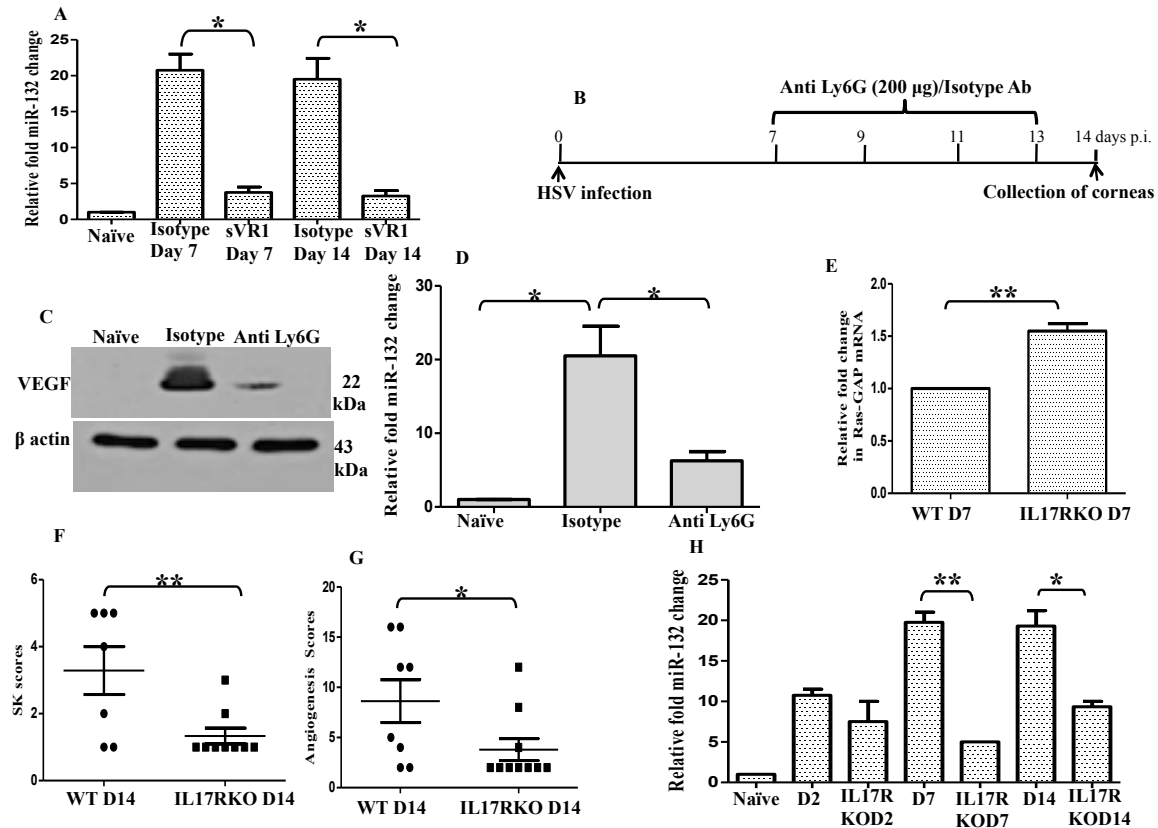 A
Relative fold miR-132 change
25
20
15
10
5
0
*
*
Naïve
Isotype
Day 7
sVR1
Day 7
Isotype
Day 14
sVR1
Day 14
B
Anti Ly6G (200 µg)/Isotype Ab
0
7
9
11
13
14 days p.i.
HSV infection
Collection of corneas
C
Naïve
Isotype
Anti Ly6G
VEGF
22
kDa
β actin
43
kDa
D
Relative fold miR-132 change
30
20
10
0
*
*
Naïve
Isotype
Anti Ly6G
E
Relative fold change
in Ras-GAP mRNA
2.0
1.5
1.0
0.5
0.0
**
WT D7
IL17RKO D7
F
SK scores
6
4
2
0
**
WT D14
IL17RKO D14
G
Angiogenesis Scores
20
15
10
5
0
*
WT D14
IL17RKO D14
H
Relative fold miR-132 change
25
20
15
10
5
0
**
*
Naïve
D2
IL17R
KOD2
D7
IL17R
KOD7
D14
IL17R
KOD14